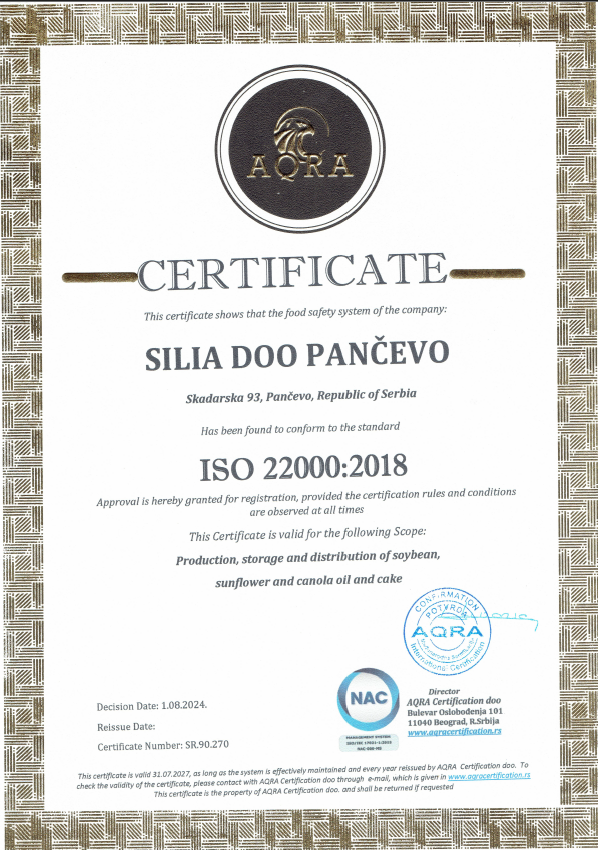 AQRA
CERTIFICATE
This certificate shows that the food safety system of the company:
SILIA DOO PANČEVO
Skadarska 93, Pančevo, Republic of Serbia
Has been found to conform to the standard
ISO 22000:2018
Approval is hereby granted for registration, provided the certification rules and conditions
are observed at all times
This Certificate is valid for the following Scope:
Production, storage and distribution of soybean,
sunflower and canola oil and cake
CONFIRMATION
POTVRDA
AQRA
International Certification
NAC
MANAGEMENT SYSTEM
Director
AQRA Certification doo
Bulevar Oslobođenja 101
11040 Beograd, R.Srbija
www.aqracertification.rs
Decision Date: 1.08.2024.
Reissue Date:
Certificate Number: SR.90.270
This certificate is valid 31.07.2027, as long as the system is effectively maintained and every year reissued by AQRA Certification doo. To
check the validity of the certificate, please contact with AQRA Certification doo through e-mail, which is given in www.aqracertification.rs
This certificate is the property of AQRA Certification doo. and shall be returned if requested